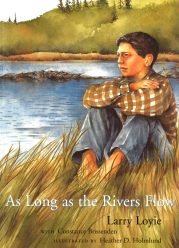 As Long as the Rivers Flow
Larry Loyie
WITH Constance Brissenden
ILLUSTRATED BY Heather D. Holmlund